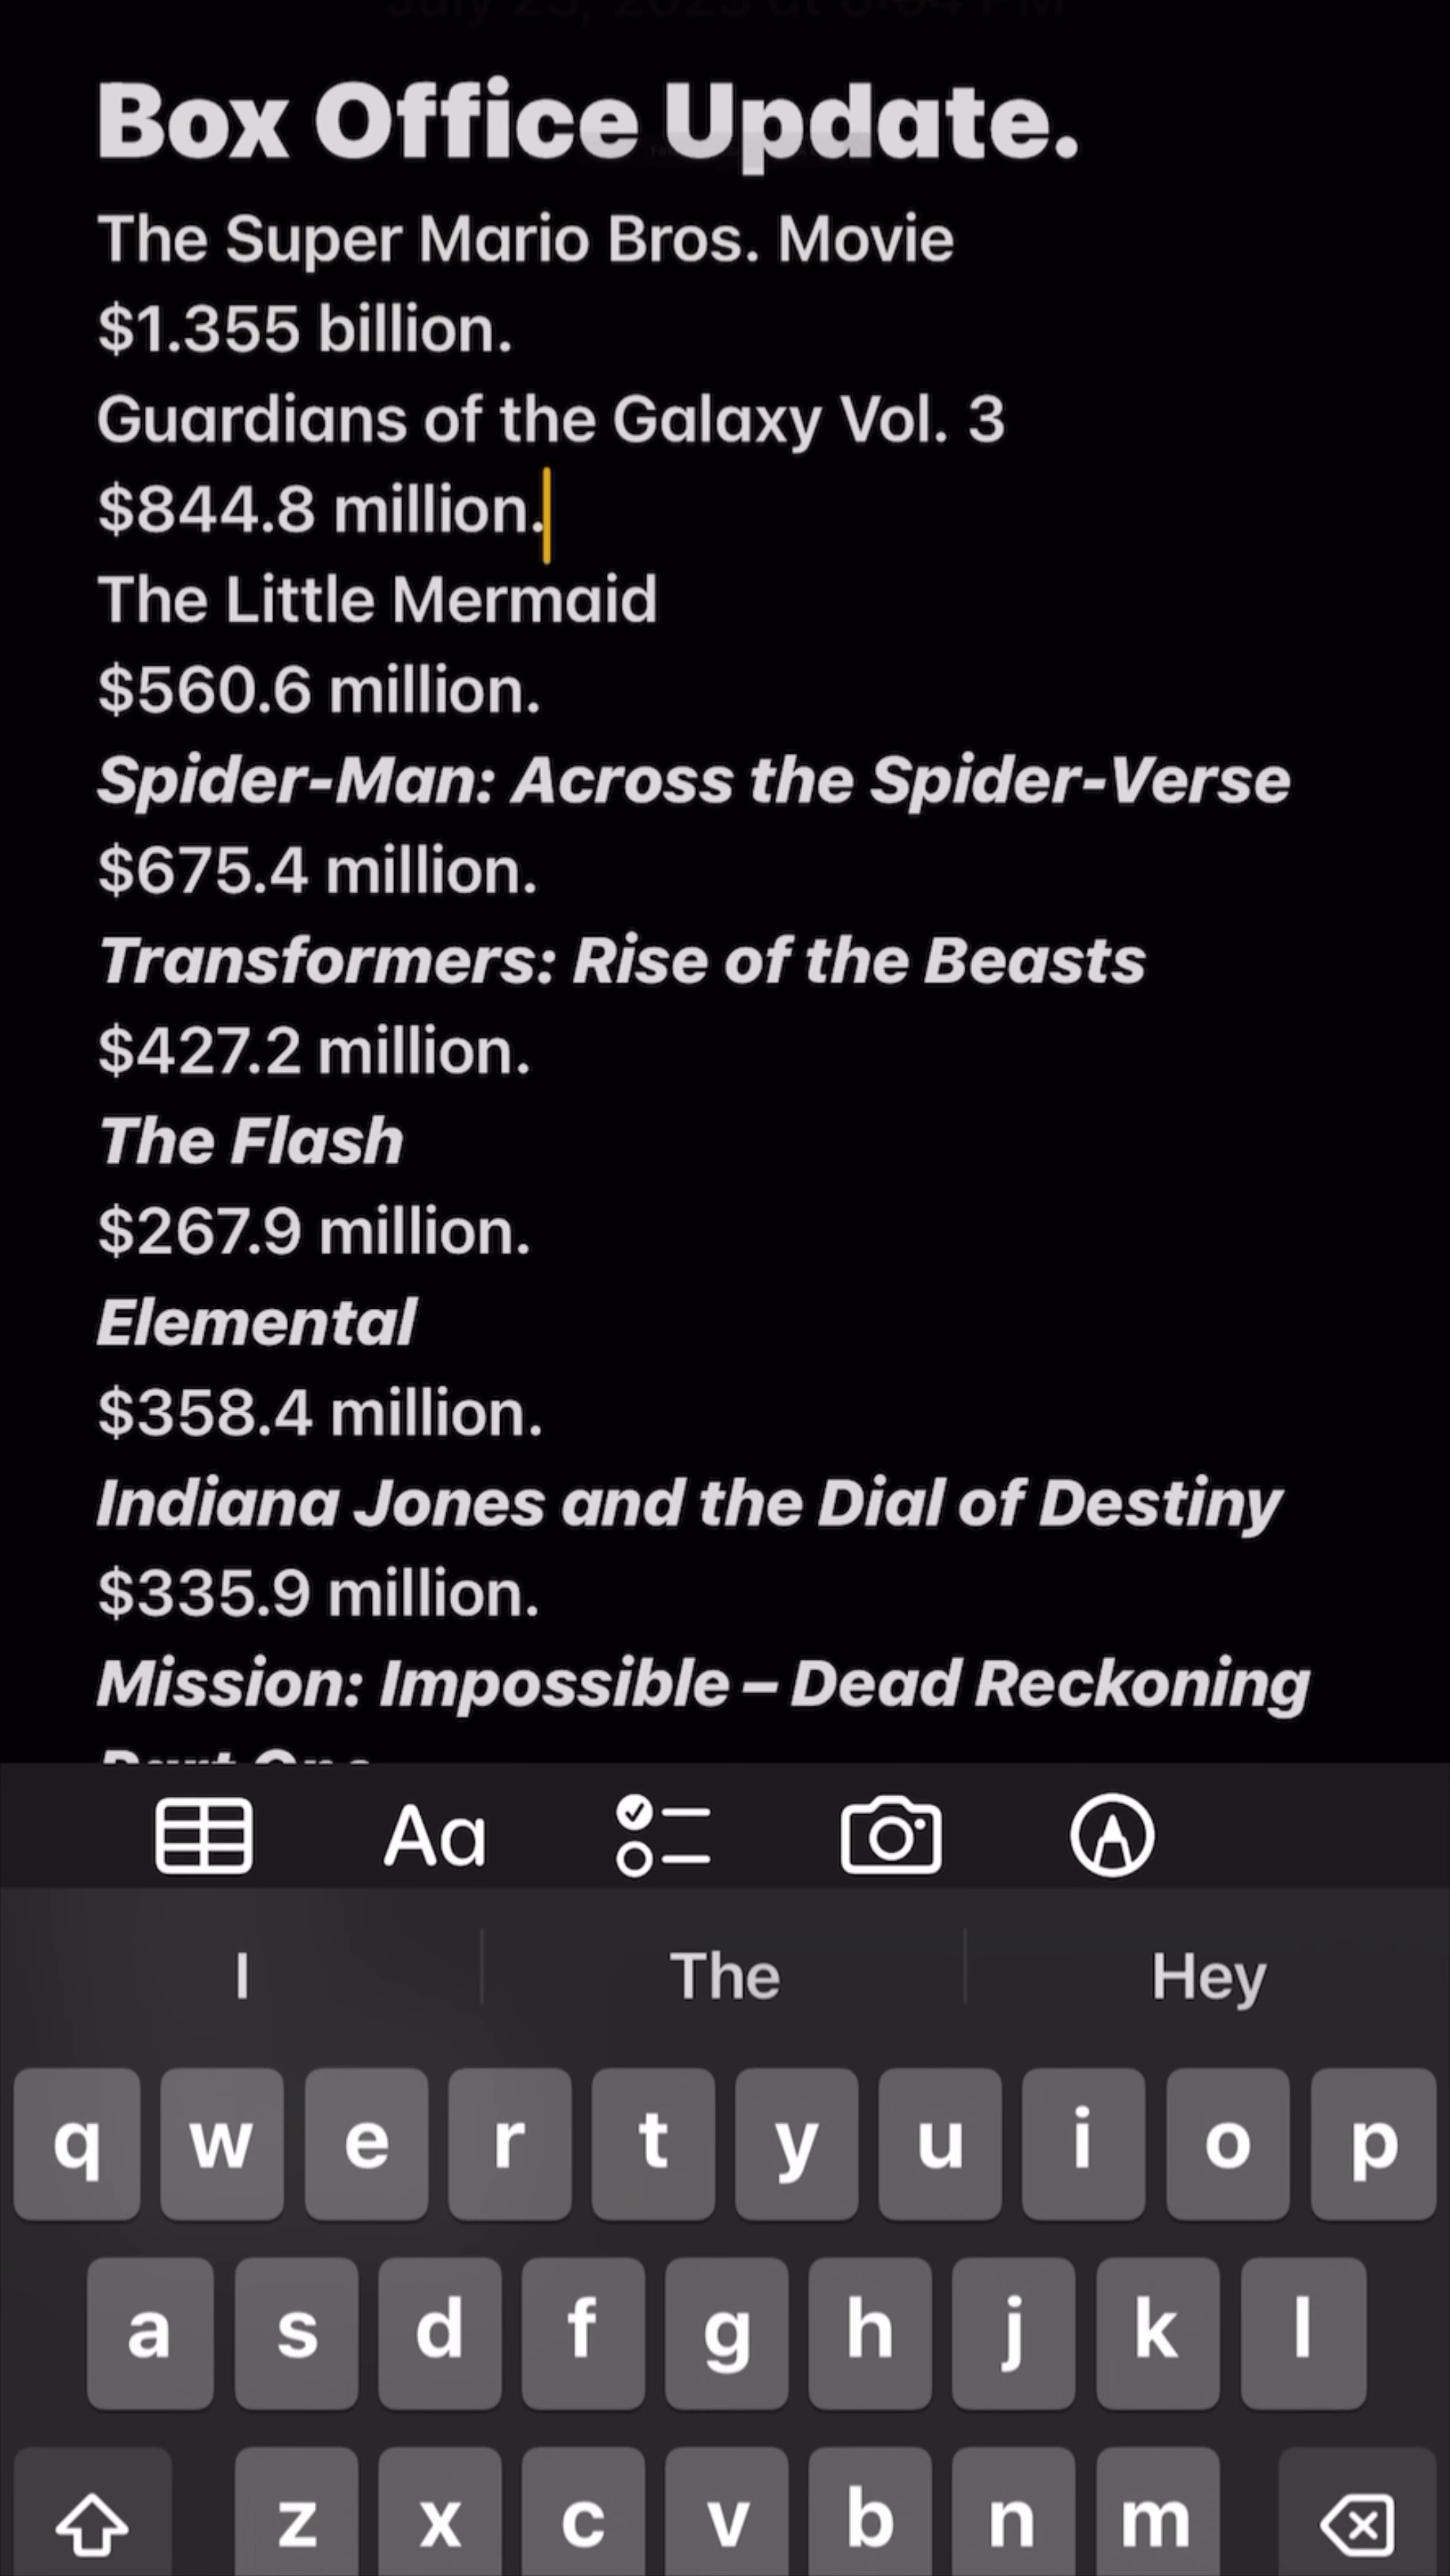 Box Office Update.
The Super Mario Bros. Movie
$1.355 billion.
Guardians of the Galaxy Vol. 3
$844.8 million.
The Little Mermaid
$560.6 million.
Spider-Man: Across the Spider-Verse
$675.4 million.
Transformers: Rise of the Beasts
$427.2 million.
The Flash
$267.9 million.
Elemental
$358.4 million.
Indiana Jones and the Dial of Destiny
$335.9 million.
Mission: Impossible – Dead Reckoning
Part One
Aa
I The Hey
q w e r t y u i o p
a s d f g h j k l
z x c v b n m